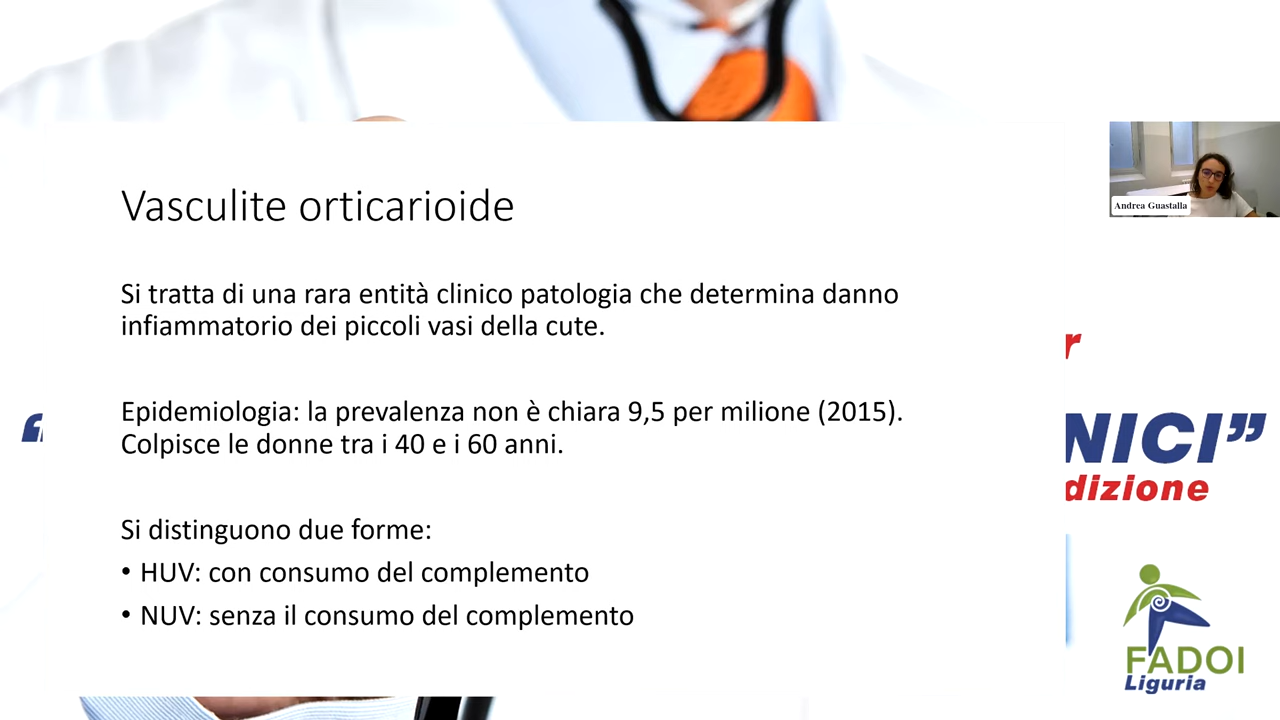 Vasculite orticarioide
Si tratta di una rara entità clinico patologia che determina danno
infiammatorio dei piccoli vasi della cute.
Epidemiologia: la prevalenza non è chiara 9,5 per milione (2015).
Colpisce le donne tra i 40 e i 60 anni.
Si distinguono due forme:
• HUV: con consumo del complemento
• NUV: senza il consumo del complemento
Andrea Guastalla
r
“
NICI”
dizione
FADOI
Liguria